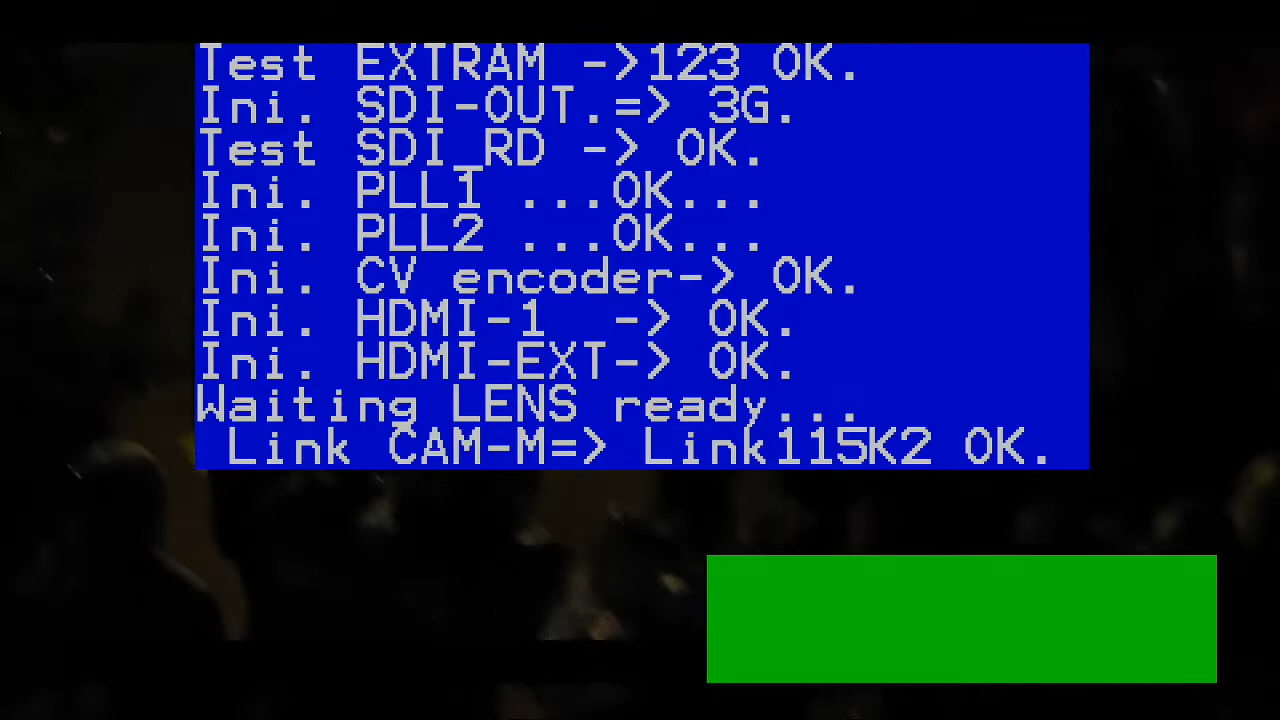 Test EXTRAM ->123 OK.
Ini. SDI-OUT.=> 3G.
Test SDI_RD -> OK.
Ini. PLL1 ...OK...
Ini. PLL2 ...OK...
Ini. CV encoder-> OK.
Ini. HDMI-1  -> OK.
Ini. HDMI-EXT-> OK.
Waiting LENS ready...
Link CAM-M=> Link115K2 OK.